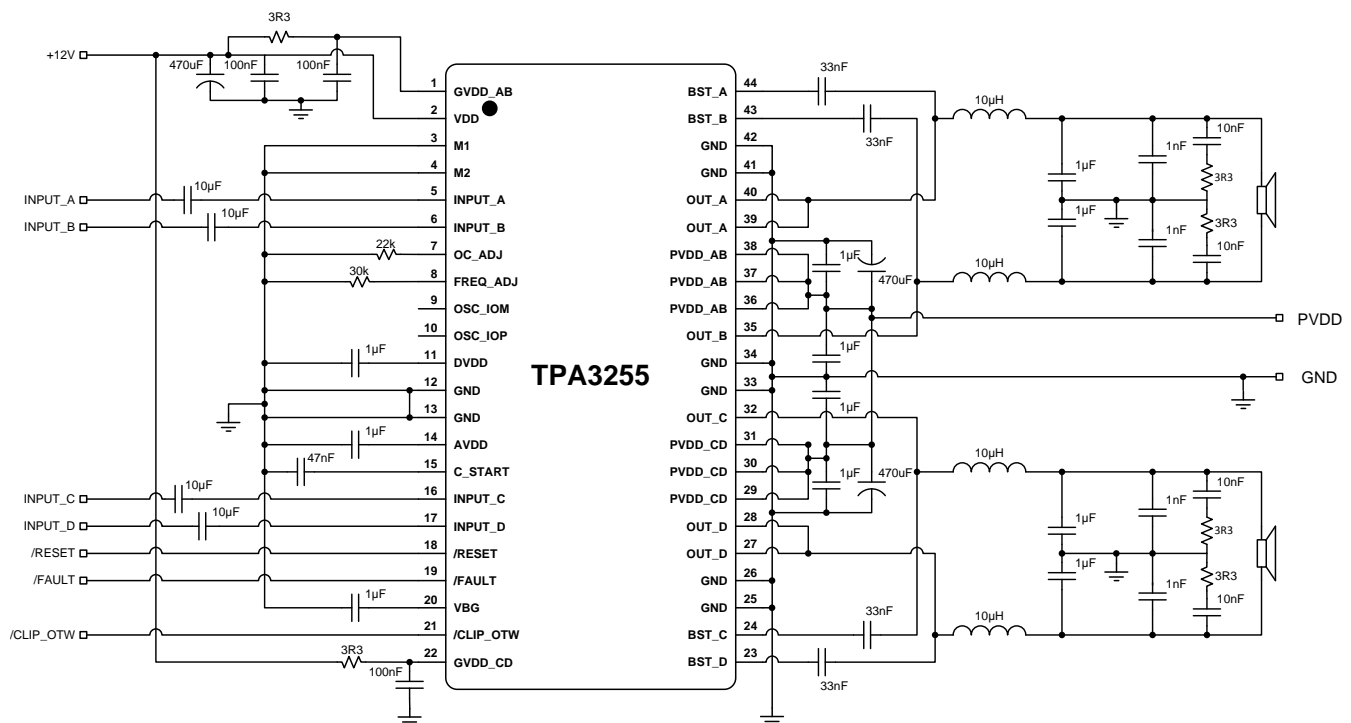 3R3
+12V
470uF
100nF
100nF
1
GVDD_AB
2
VDD
3
M1
4
M2
INPUT_A
10µF
5
INPUT_A
INPUT_B
10µF
6
INPUT_B
22k
7
OC_ADJ
30k
8
FREQ_ADJ
9
OSC_IOM
10
OSC_IOP
1µF
11
DVDD
12
GND
13
GND
1µF
14
AVDD
47nF
15
C_START
INPUT_C
10µF
16
INPUT_C
INPUT_D
10µF
17
INPUT_D
/RESET
18
/RESET
/FAULT
19
/FAULT
1µF
20
VBG
/CLIP_OTW
21
/CLIP_OTW
3R3
100nF
22
GVDD_CD
TPA3255
BST_A
44
33nF
BST_B
43
33nF
GND
42
GND
41
OUT_A
40
OUT_A
39
PVDD_AB
38
PVDD_AB
37
PVDD_AB
36
OUT_B
35
GND
34
GND
33
OUT_C
32
PVDD_CD
31
PVDD_CD
30
PVDD_CD
29
OUT_D
28
OUT_D
27
GND
26
GND
25
BST_C
24
33nF
BST_D
23
33nF
1µF
470uF
1µF
1µF
1µF
470uF
10µH
10µH
1µF
1µF
1nF
1nF
10nF
3R3
3R3
10nF
PVDD
GND
10µH
10µH
1µF
1µF
1nF
1nF
10nF
3R3
3R3
10nF